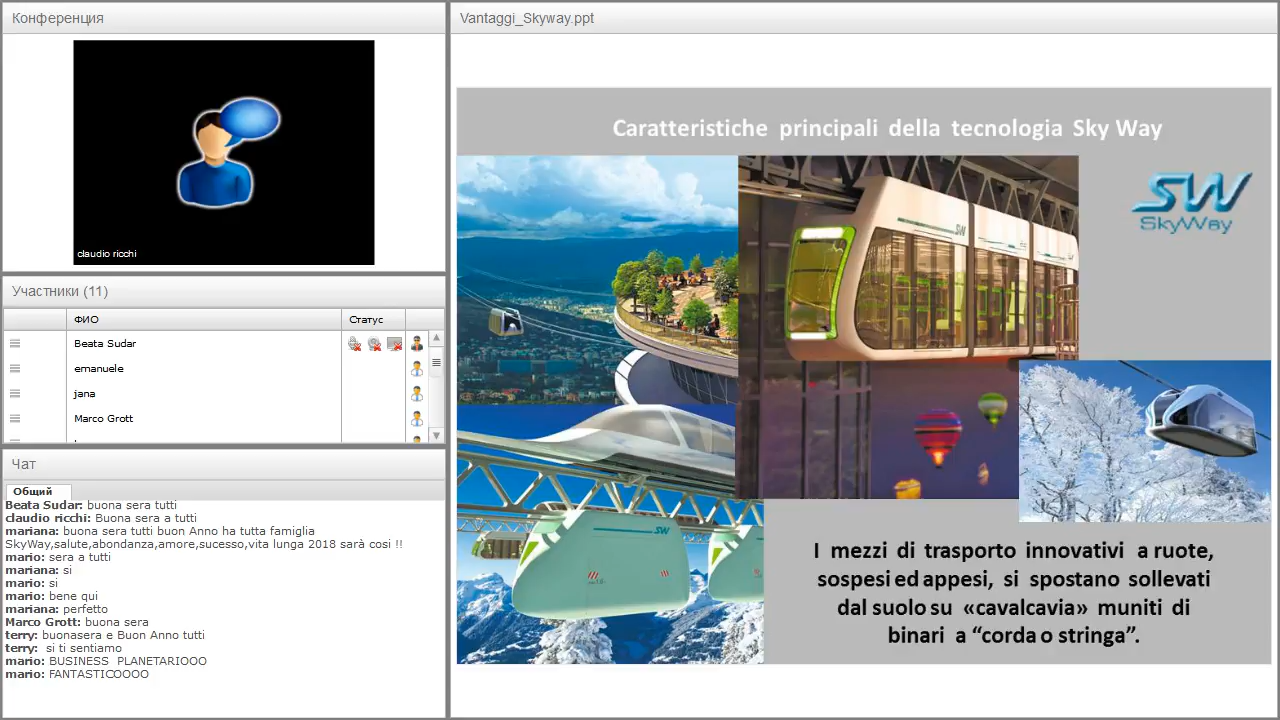 Конференция
claudio ricchi
Участники (11)
ФИО
Статус
Beata Sudar
emanuele
jana
Marco Grott
Чат
Общий
Beata Sudar: buona sera tutti
claudio ricchi: Buona sera a tutti
mariana: buona sera tutti buon Anno ha tutta famiglia
SkyWay,salute,abondanza,amore,sucesso,vita lunga 2018 sarà cosi !!
mario: sera a tutti
mariana: si
mario: si
mario: bene qui
mariana: perfetto
Marco Grott: buona sera
terry: buonasera e Buon Anno tutti
terry: si ti sentiamo
mario: BUSINESS PLANETARIOOO
mario: FANTASTICOOOO
Vantaggi_Skyway.ppt
Caratteristiche principali della tecnologia Sky Way
SW
SkyWay
SW
SW
I mezzi di trasporto innovativi a ruote,
sospesi ed appesi, si spostano sollevati
dal suolo su «cavalcavia» muniti di
binari a “corda o stringa”.